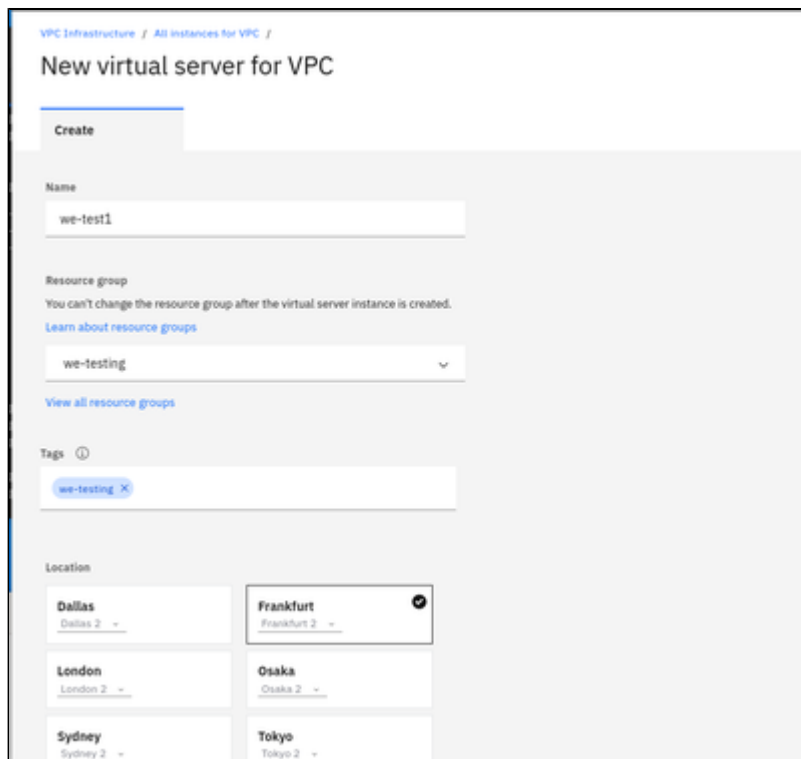 VPC Infrastructure / All instances for VPC /
New virtual server for VPC
Create
Name
we-test1
Resource group
You can't change the resource group after the virtual server instance is created.
Learn about resource groups
we-testing
View all resource groups
Tags
we-testing ×
Location
Dallas
Dallas 2
Frankfurt
Frankfurt 2
London
London 2
Osaka
Osaka 2
Sydney
Sydney 2
Tokyo
Tokyo 2